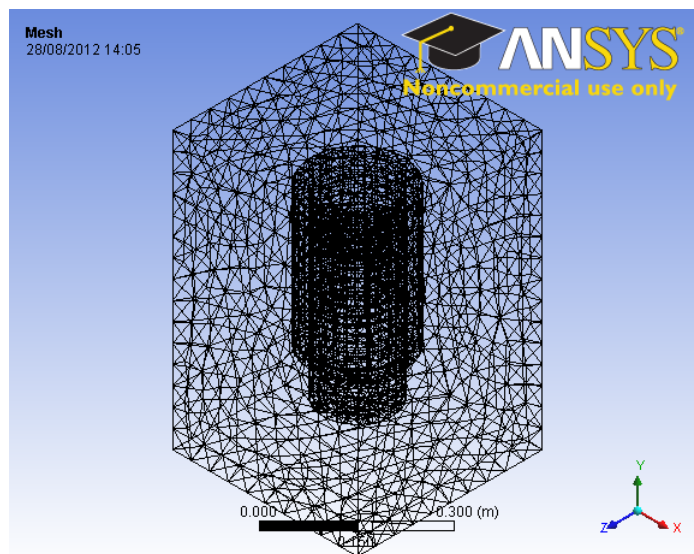 Mesh
28/08/2012 14:05
ANSYS
Noncommercial use only
0.000 0.300 (m)
Y
Z X